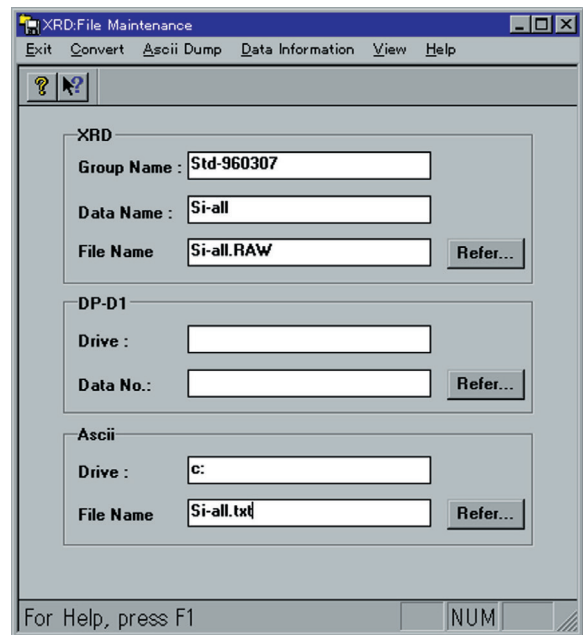 XRD:File Maintenance
Exit Convert Ascii Dump Data Information View Help
XRD
Group Name : Std-960307
Data Name : Si-all
File Name Si-all.RAW Refer...
DP-D1
Drive :
Data No.: Refer...
Ascii
Drive : c:
File Name Si-all.txt Refer...
For Help, press F1 NUM